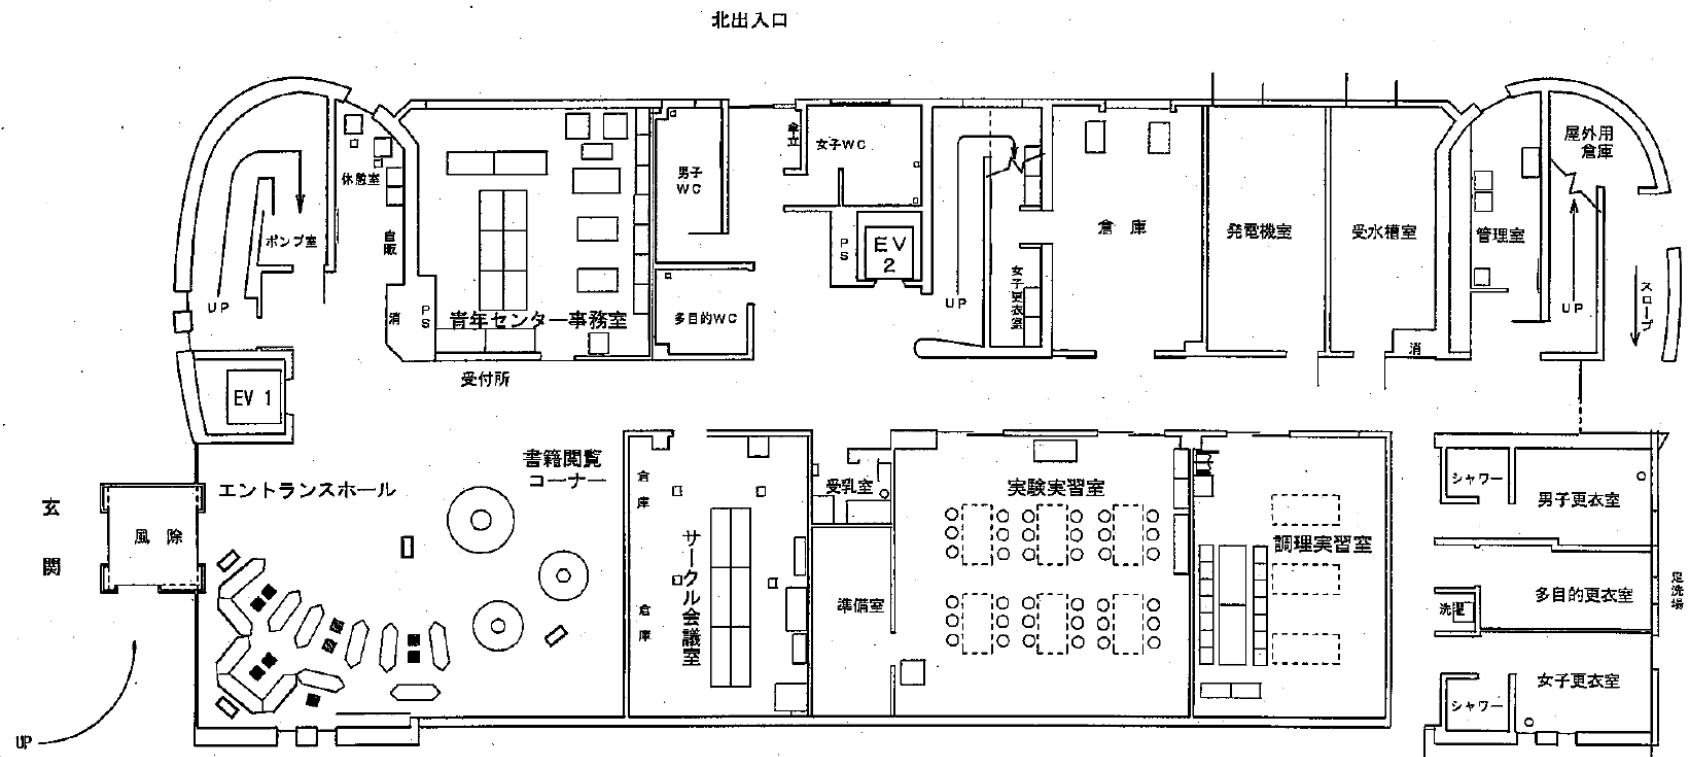 北出入口
休憩室
自販
ポンプ室
UP
消
PS
青年センター事務室
受付所
男子
WC
多目的WC
傘立
女子WC
PS
EV
2
UP
女子更衣室
倉庫
発電機室
受水槽室
消
管理室
屋外用
倉庫
UP
スロープ
EV 1
玄関
風除
エントランスホール
書籍閲覧
コーナー
倉庫
倉庫
サークル会議室
受乳室
準備室
実験実習室
調理実習室
シャワー
男子更衣室
多目的更衣室
洗濯
足洗場
女子更衣室
シャワー
UP